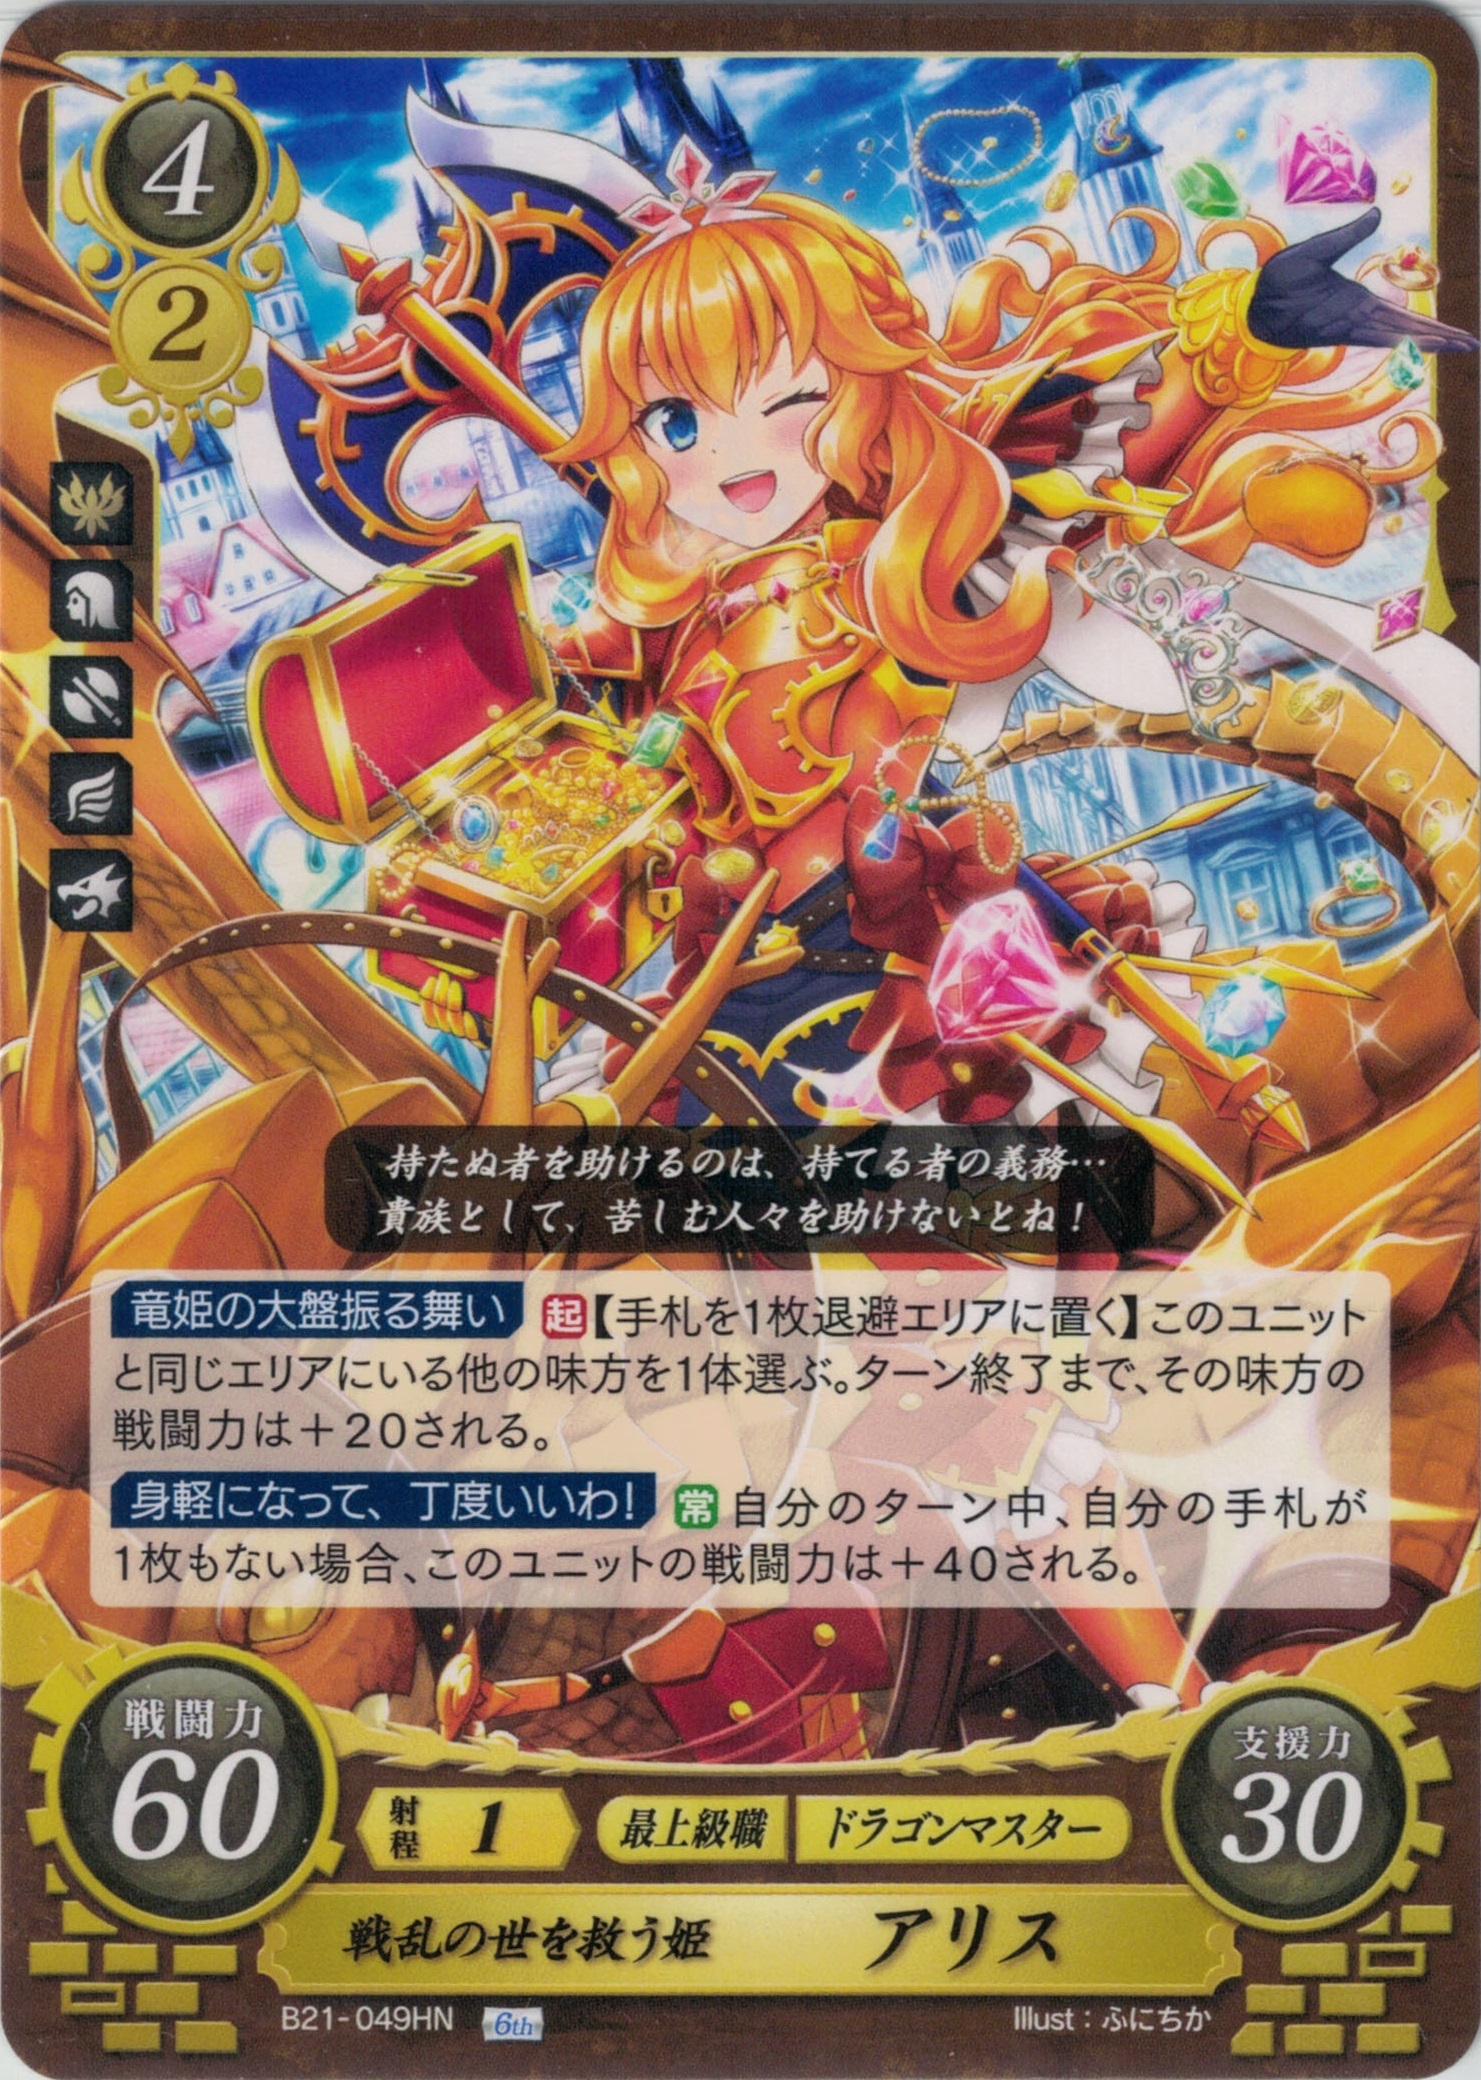 4
2
持たぬ者を助けるのは、持てる者の義務…
貴族として、苦しむ人々を助けないとね！
竜姫の大盤振る舞い 起【手札を1枚退避エリアに置く】このユニット
と同じエリアにいる他の味方を1体選ぶ。ターン終了まで、その味方の
戦闘力は＋20される。
身軽になって、丁度いいわ！ 常 自分のターン中、自分の手札が
1枚もない場合、このユニットの戦闘力は＋40される。
戦闘力
60
射程 1
最上級職 ドラゴンマスター
支援力
30
戦乱の世を救う姫 アリス
B21-049HN 6th
Illust：ふにちか